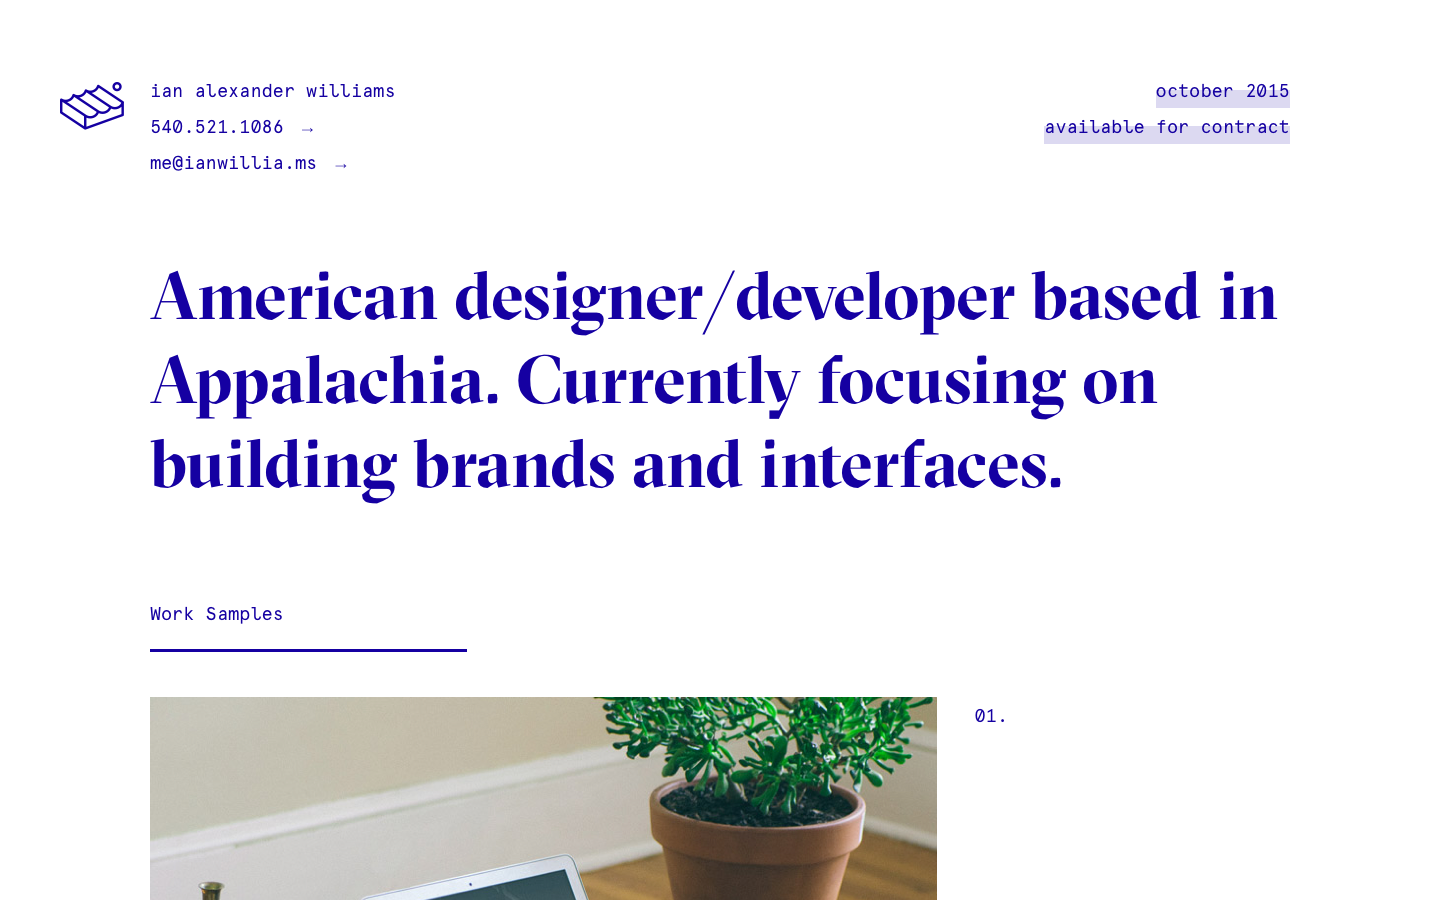 ian alexander williams
540.521.1086 →
me@ianwillia.ms →
october 2015
available for contract
American designer/developer based in
Appalachia. Currently focusing on
building brands and interfaces.
Work Samples
01.